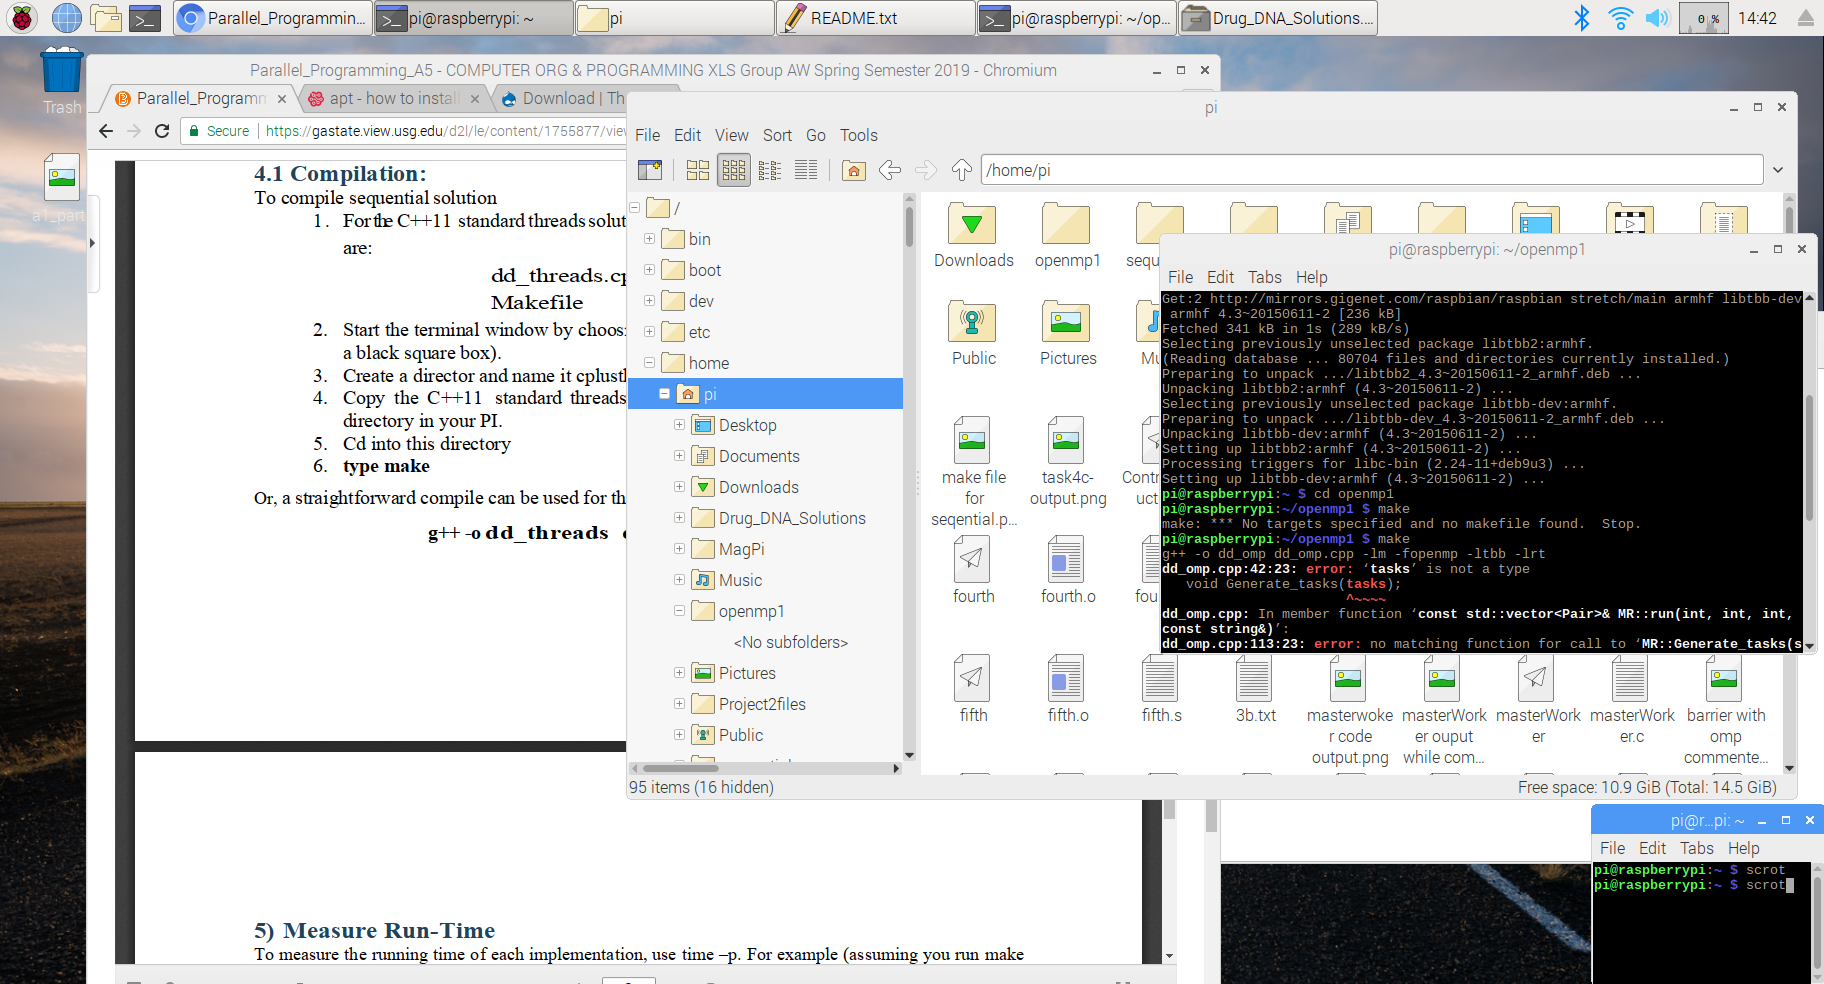 Parallel_Programmin...
pi@raspberrypi: ~
pi
README.txt
pi@raspberrypi: ~/op...
Drug_DNA_Solutions....
0 %
14:42
Trash
a1_part
Parallel_Programming_A5 - COMPUTER ORG & PROGRAMMING XLS Group AW Spring Semester 2019 - Chromium
Parallel_Programm
apt - how to install
Download | Th
Secure
https://gastate.view.usg.edu/d2l/le/content/1755877/view
4.1 Compilation:
To compile sequential solution
1. For the C++11 standard threads solut
are:
dd_threads.cp
Makefile
2. Start the terminal window by choos
a black square box).
3. Create a director and name it cplusth
4. Copy the C++11 standard threads
directory in your PI.
5. Cd into this directory
6. type make
Or, a straightforward compile can be used for th
g++ -o dd_threads
5) Measure Run-Time
To measure the running time of each implementation, use time –p. For example (assuming you run make
pi
File Edit View Sort Go Tools
/home/pi
/
bin
boot
dev
etc
home
pi
Desktop
Documents
Downloads
Drug_DNA_Solutions
MagPi
Music
openmp1
<No subfolders>
Pictures
Project2files
Public
Downloads
openmp1
sequ
Public
Pictures
Mu
make file
for
seqential.p...
task4c-
output.png
Cont
uct
fourth
fourth.o
fou
fifth
fifth.o
fifth.s
3b.txt
masterwoke
r code
output.png
masterWork
er ouput
while com...
masterWork
er
masterWork
er.c
barrier with
omp
commente...
95 items (16 hidden)
Free space: 10.9 GiB (Total: 14.5 GiB)
pi@raspberrypi: ~/openmp1
File Edit Tabs Help
Get:2 http://mirrors.gigenet.com/raspbian/raspbian stretch/main armhf libtbb-dev
armhf 4.3~20150611-2 [236 kB]
Fetched 341 kB in 1s (289 kB/s)
Selecting previously unselected package libtbb2:armhf.
(Reading database ... 80704 files and directories currently installed.)
Preparing to unpack .../libtbb2_4.3~20150611-2_armhf.deb ...
Unpacking libtbb2:armhf (4.3~20150611-2) ...
Selecting previously unselected package libtbb-dev:armhf.
Preparing to unpack .../libtbb-dev_4.3~20150611-2_armhf.deb ...
Unpacking libtbb-dev:armhf (4.3~20150611-2) ...
Setting up libtbb2:armhf (4.3~20150611-2) ...
Processing triggers for libc-bin (2.24-11+deb9u3) ...
Setting up libtbb-dev:armhf (4.3~20150611-2) ...
pi@raspberrypi:~ $ cd openmp1
pi@raspberrypi:~/openmp1 $ make
make: *** No targets specified and no makefile found.  Stop.
pi@raspberrypi:~/openmp1 $ make
g++ -o dd_omp dd_omp.cpp -lm -fopenmp -ltbb -lrt
dd_omp.cpp:42:23: error: ‘tasks’ is not a type
void Generate_tasks(tasks);
^~~~~
dd_omp.cpp: In member function ‘const std::vector<Pair>& MR::run(int, int, int,
const string&)’:
dd_omp.cpp:113:23: error: no matching function for call to ‘MR::Generate_tasks(s
pi@r...pi: ~
File Edit Tabs Help
pi@raspberrypi:~ $ scrot
pi@raspberrypi:~ $ scrot